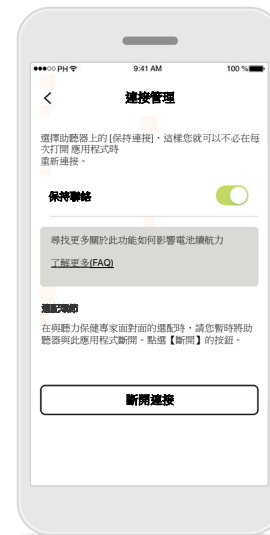 PH 9:41 AM 100 %
連接管理
選擇助聽器上的 [保持連接]，這樣您就可以不必在每
次打開 應用程式時
重新連接。
保持聯絡
尋找更多關於此功能如何影響電池續航力
了解更多(FAQ)
選配環節
在與聽力保健專家面對面的選配時，請您暫時將助
聽器與此應用程式斷開。點選【斷開】的按鈕。
斷開連接